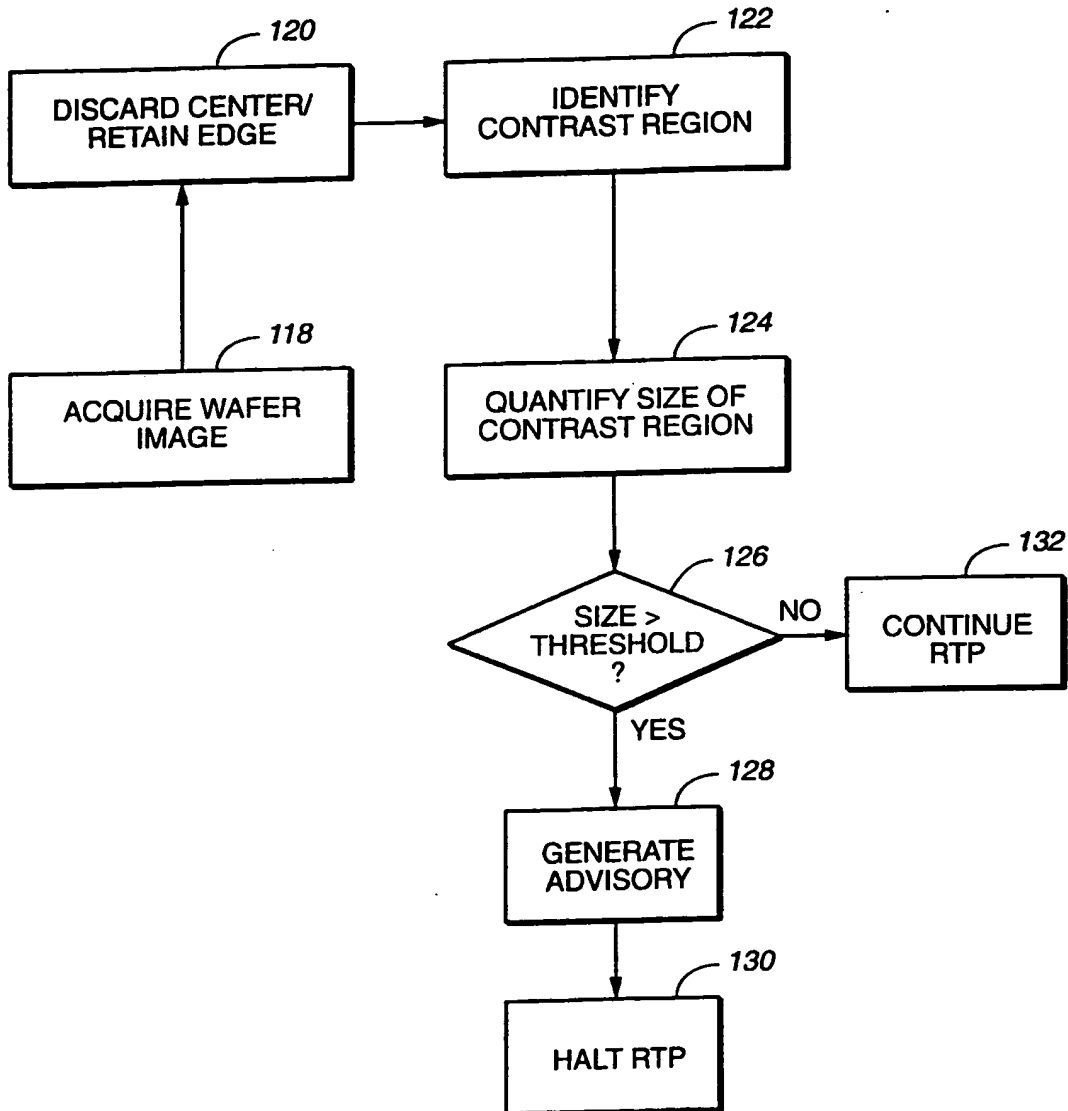 120
DISCARD CENTER/
RETAIN EDGE
122
IDENTIFY
CONTRAST REGION
118
ACQUIRE WAFER
IMAGE
124
QUANTIFY SIZE OF
CONTRAST REGION
126
SIZE >
THRESHOLD
?
NO
132
CONTINUE
RTP
YES
128
GENERATE
ADVISORY
130
HALT RTP